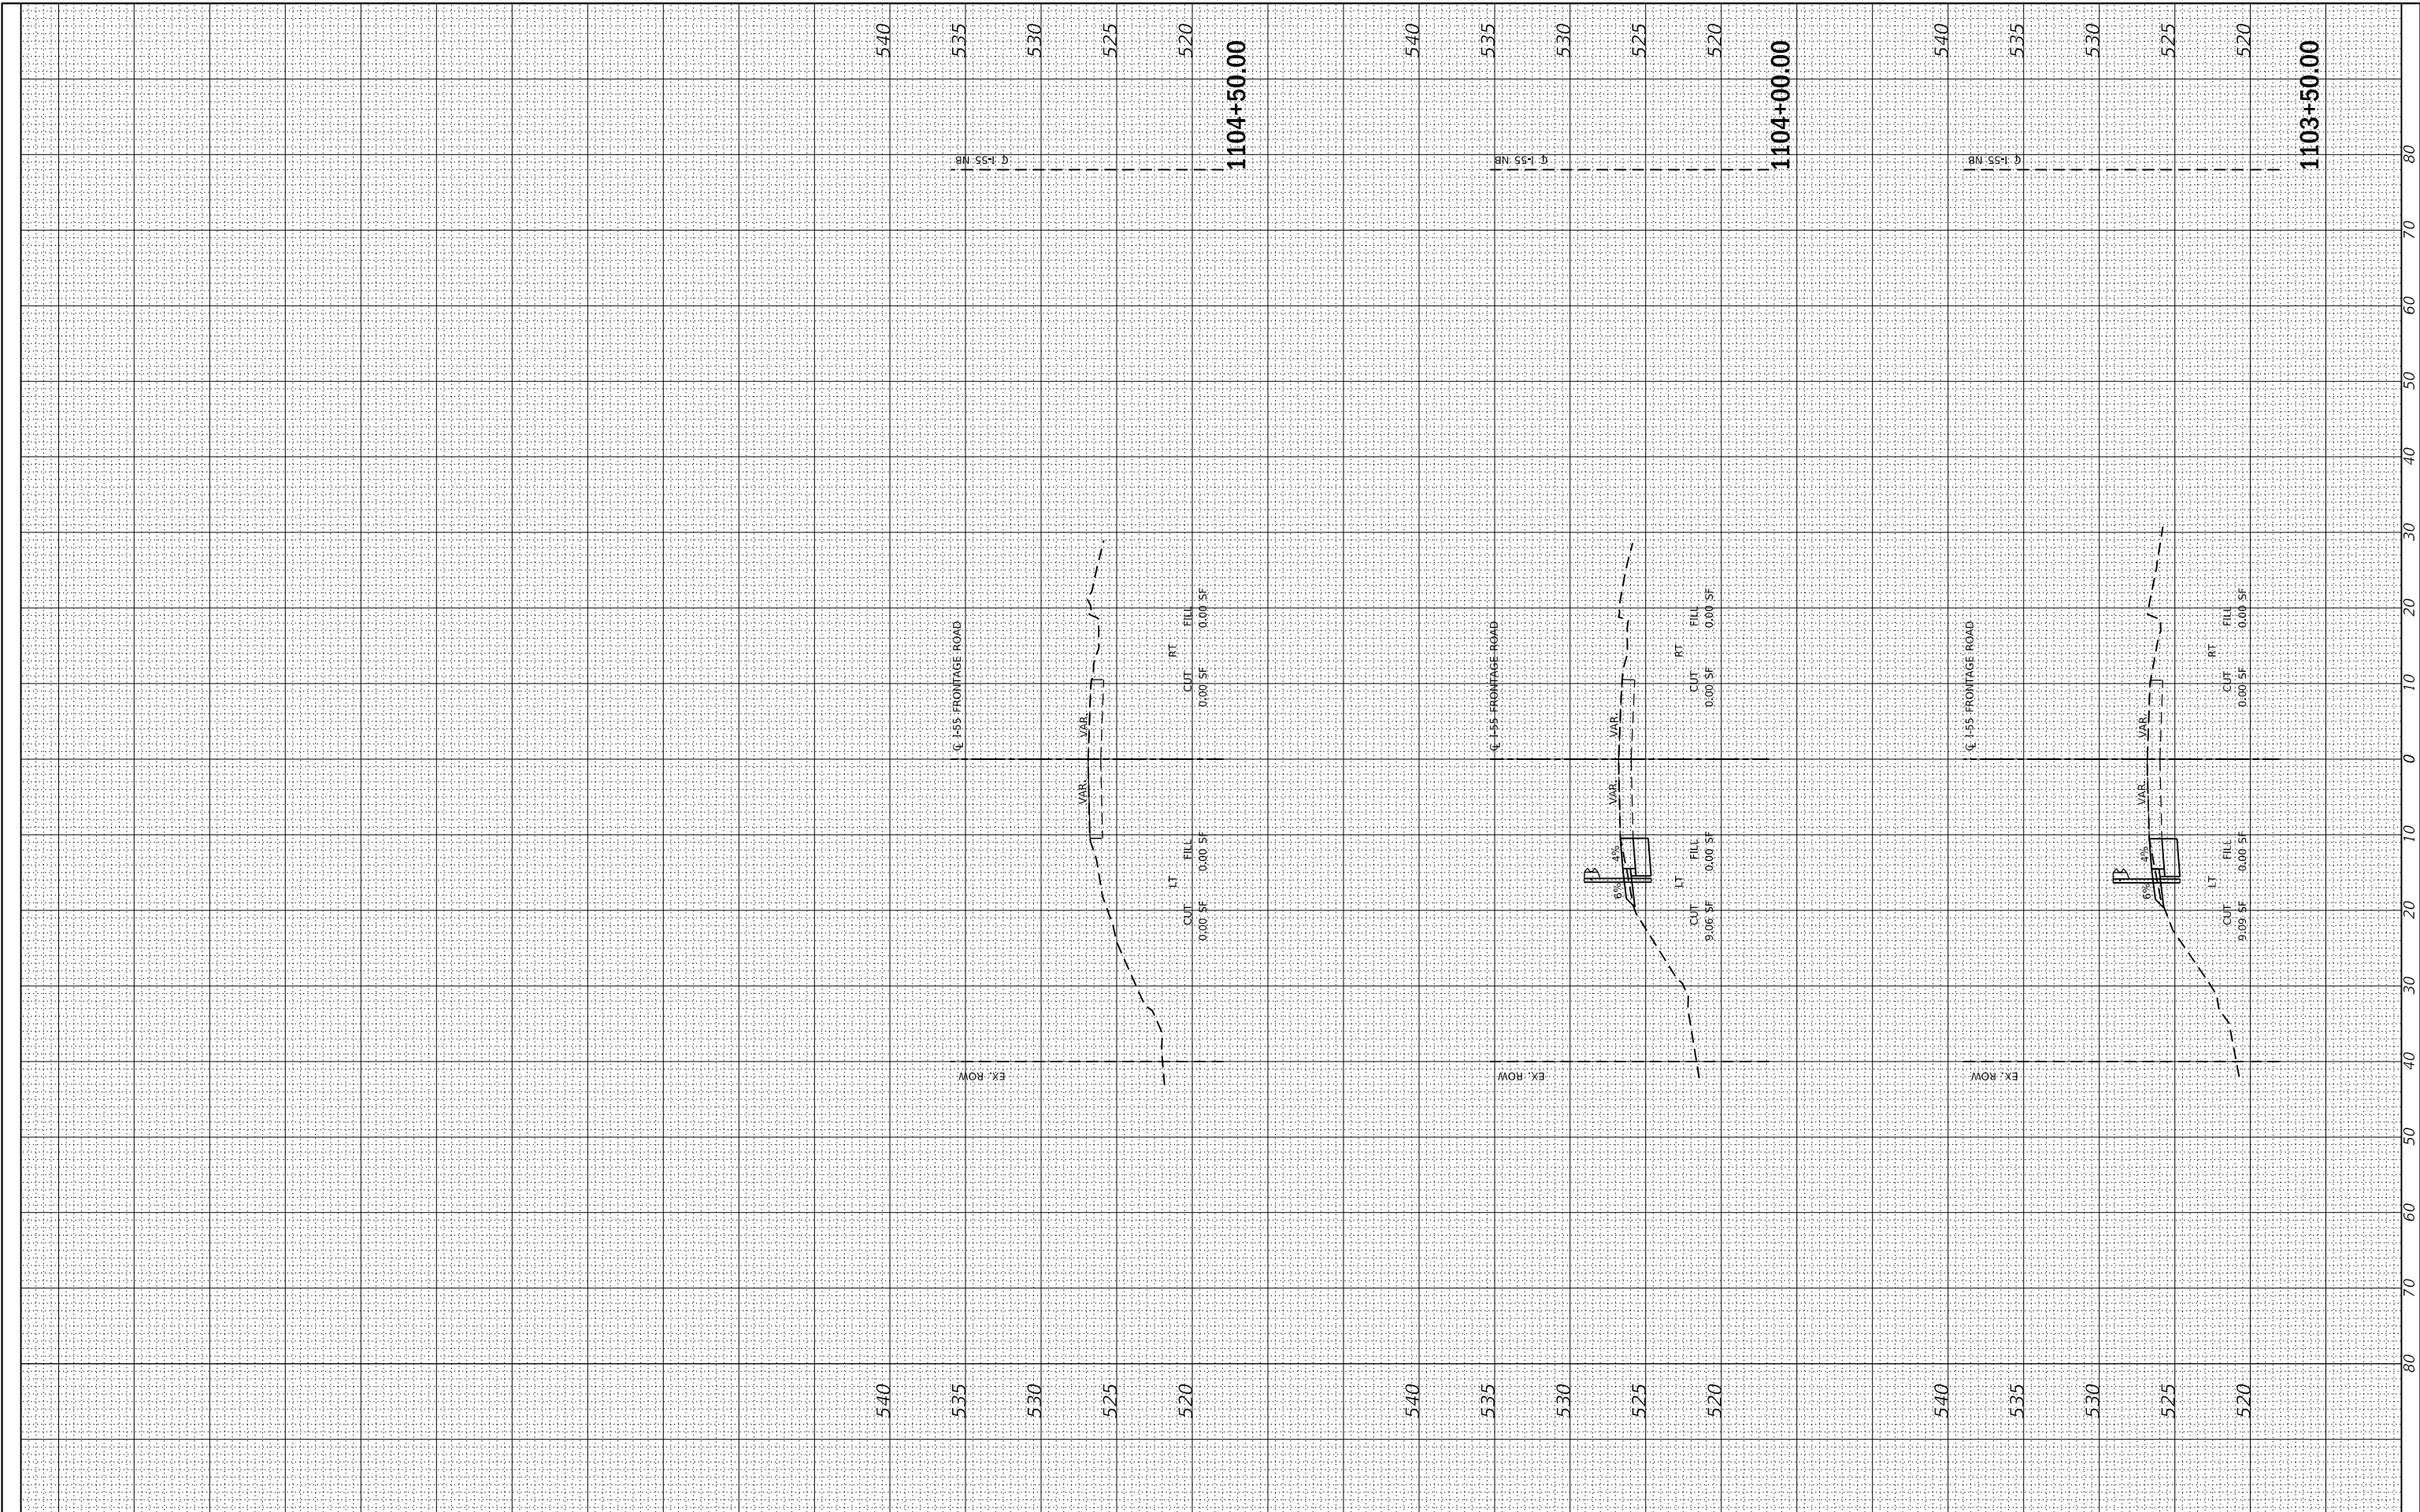 540 535 530 525 520
1104+50.00
₵ I-55 NB
℄ I-55 FRONTAGE ROAD
VAR. VAR.
EX. ROW
LT RT
CUT FILL CUT FILL
0.00 SF 0.00 SF 0.00 SF 0.00 SF
540 535 530 525 520
540 535 530 525 520
1104+00.00
℄ I-55 NB
℄ I-55 FRONTAGE ROAD
6% 4% VAR. VAR.
EX. ROW
LT RT
CUT FILL CUT FILL
9.06 SF 0.00 SF 0.00 SF 0.00 SF
540 535 530 525 520
540 535 530 525 520
1103+50.00
℄ I-55 NB
℄ I-55 FRONTAGE ROAD
6% 4% VAR. VAR.
EX. ROW
LT RT
CUT FILL CUT FILL
9.09 SF 0.00 SF 0.00 SF 0.00 SF
540 535 530 525 520
80 70 60 50 40 30 20 10 0 10 20 30 40 50 60 70 80